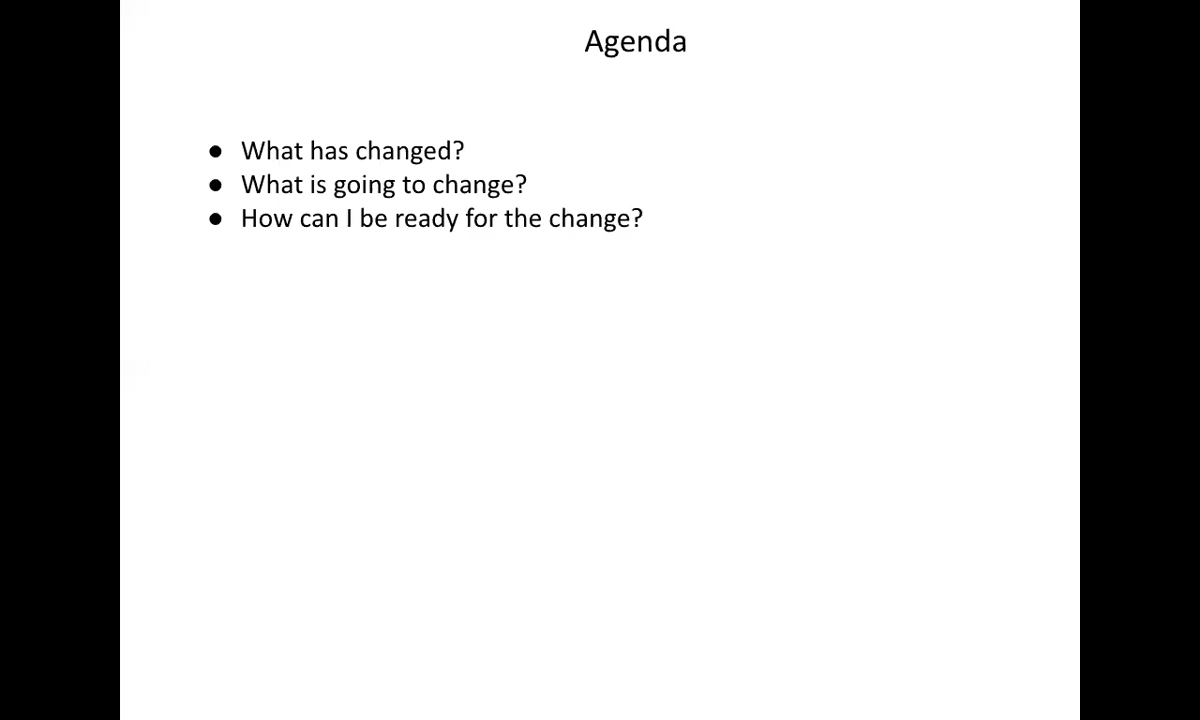 Agenda
● What has changed?
● What is going to change?
● How can I be ready for the change?